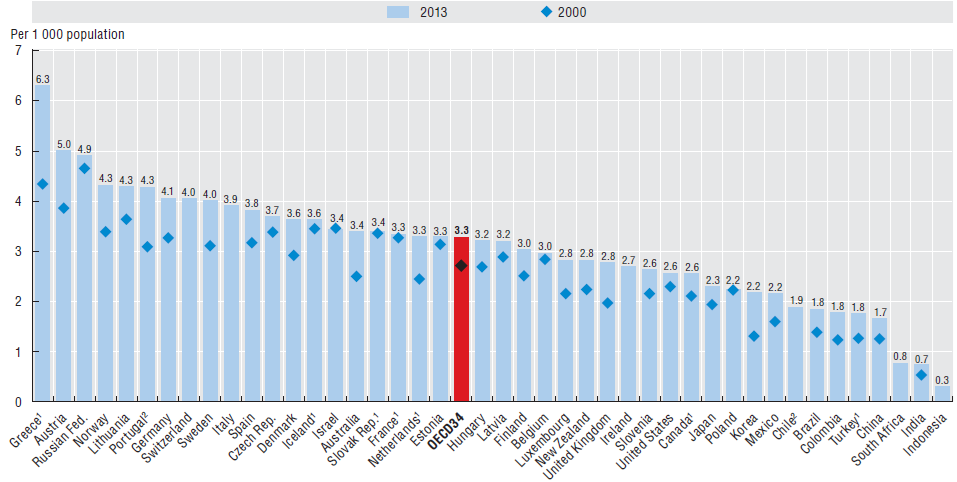 2013 2000
Per 1 000 population
7
6
5
4
3
2
1
0
6.3 5.0 4.9 4.3 4.3 4.3 4.1 4.0 4.0 3.9 3.8 3.7 3.6 3.6 3.4 3.4 3.4 3.3 3.3 3.3 3.3 3.2 3.2 3.0 3.0 2.8 2.8 2.8 2.7 2.6 2.6 2.6 2.3 2.2 2.2 2.2 1.9 1.8 1.8 1.8 1.7 0.8 0.7 0.3
Greece¹
Austria
Russian Fed.
Norway
Lithuania
Portugal²
Germany
Switzerland
Sweden
Italy
Spain
Czech Rep.
Denmark
Iceland¹
Israel
Australia
Slovak Rep.¹
France¹
Netherlands¹
Estonia
OECD34
Hungary
Latvia
Finland
Belgium
Luxembourg
New Zealand
United Kingdom
Ireland
Slovenia
United States
Canada¹
Japan
Poland
Korea
Mexico
Chile²
Brazil
Colombia
Turkey¹
China
South Africa
India
Indonesia